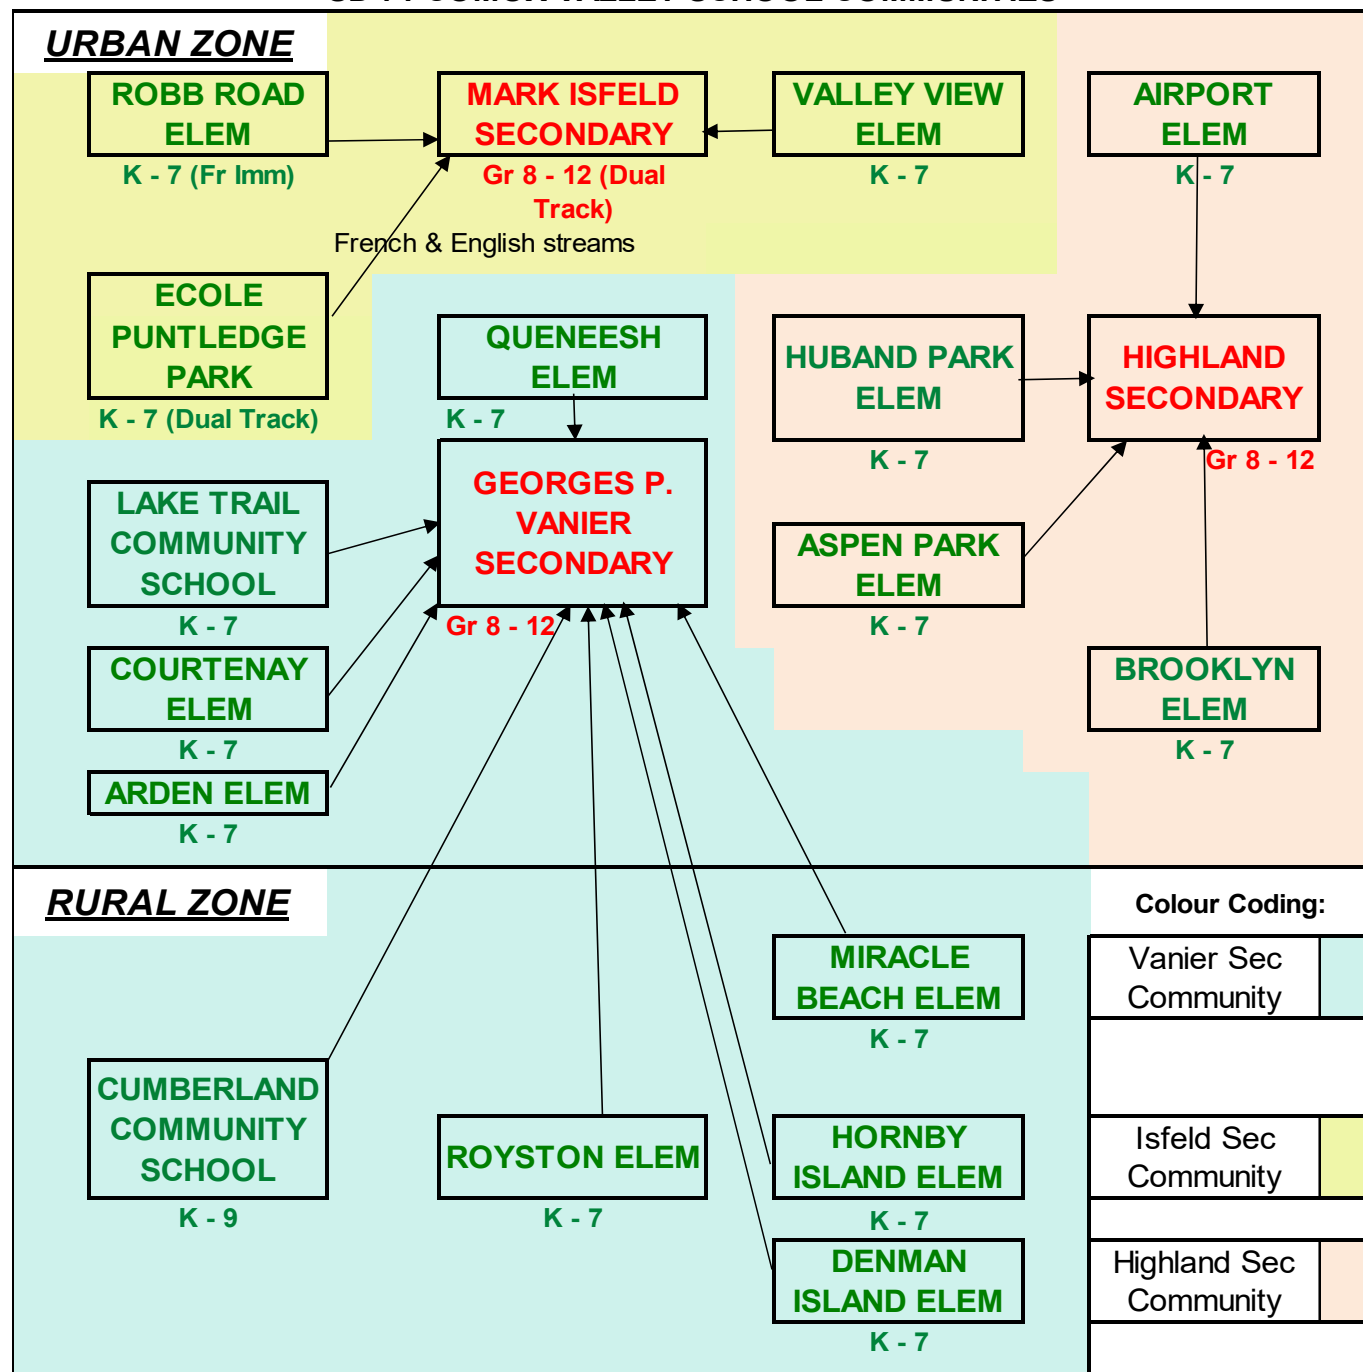 URBAN ZONE
ROBB ROAD
ELEM
K - 7 (Fr Imm)
MARK ISFELD
SECONDARY
Gr 8 - 12 (Dual
Track)
French & English streams
VALLEY VIEW
ELEM
K - 7
AIRPORT
ELEM
K - 7
ECOLE
PUNTLEDGE
PARK
K - 7 (Dual Track)
QUENEESH
ELEM
K - 7
HUBAND PARK
ELEM
K - 7
HIGHLAND
SECONDARY
Gr 8 - 12
LAKE TRAIL
COMMUNITY
SCHOOL
K - 7
GEORGES P.
VANIER
SECONDARY
Gr 8 - 12
ASPEN PARK
ELEM
K - 7
COURTENAY
ELEM
K - 7
BROOKLYN
ELEM
K - 7
ARDEN ELEM
K - 7
RURAL ZONE
Colour Coding:
MIRACLE
BEACH ELEM
K - 7
Vanier Sec
Community
CUMBERLAND
COMMUNITY
SCHOOL
K - 9
ROYSTON ELEM
K - 7
HORNBY
ISLAND ELEM
K - 7
Isfeld Sec
Community
DENMAN
ISLAND ELEM
K - 7
Highland Sec
Community